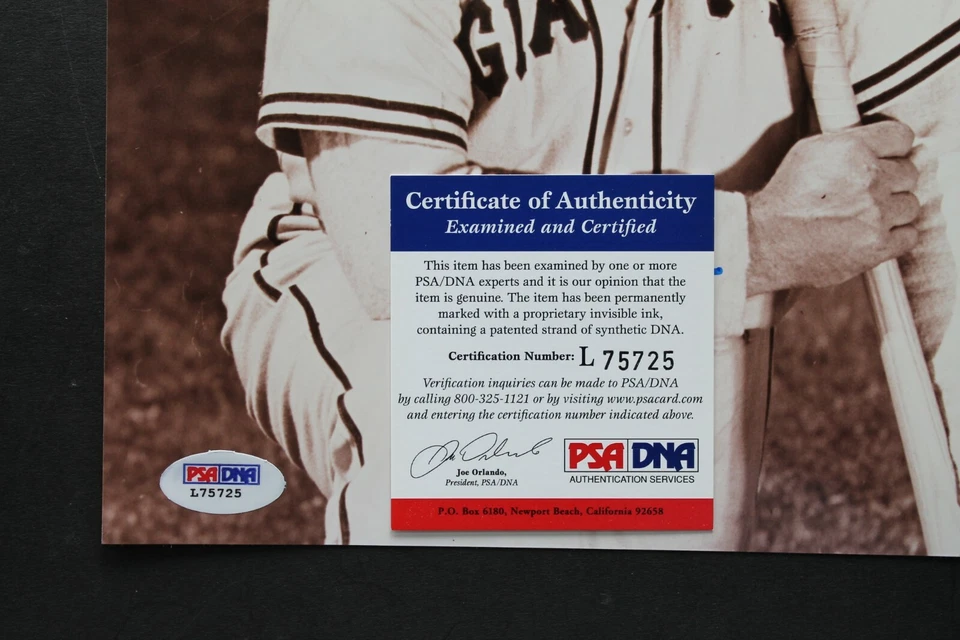 GIA
Certificate of Authenticity
Examined and Certified
This item has been examined by one or more
PSA/DNA experts and it is our opinion that the
item is genuine. The item has been permanently
marked with a proprietary invisible ink,
containing a patented strand of synthetic DNA.
Certification Number: L 75725
Verification inquiries can be made to PSA/DNA
by calling 800-325-1121 or by visiting www.psacard.com
and entering the certification number indicated above.
Joe Orlando,
President, PSA/DNA
PSA DNA
AUTHENTICATION SERVICES
P.O. Box 6180, Newport Beach, California 92658
PSA DNA
L75725